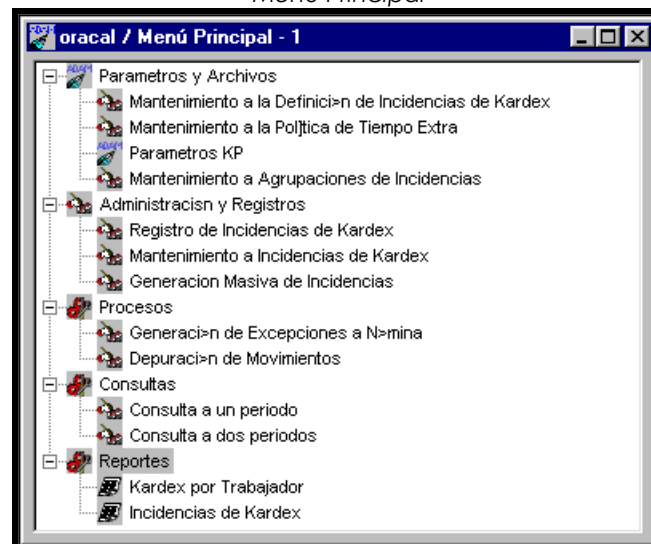 Menú Principal
oracal / Menú Principal - 1
Parametros y Archivos
Mantenimiento a la Definici>n de Incidencias de Kardex
Mantenimiento a la Pol]tica de Tiempo Extra
Parametros KP
Mantenimiento a Agrupaciones de Incidencias
Administracisn y Registros
Registro de Incidencias de Kardex
Mantenimiento a Incidencias de Kardex
Generacion Masiva de Incidencias
Procesos
Generaci>n de Excepciones a N>mina
Depuraci>n de Movimientos
Consultas
Consulta a un periodo
Consulta a dos periodos
Reportes
Kardex por Trabajador
Incidencias de Kardex